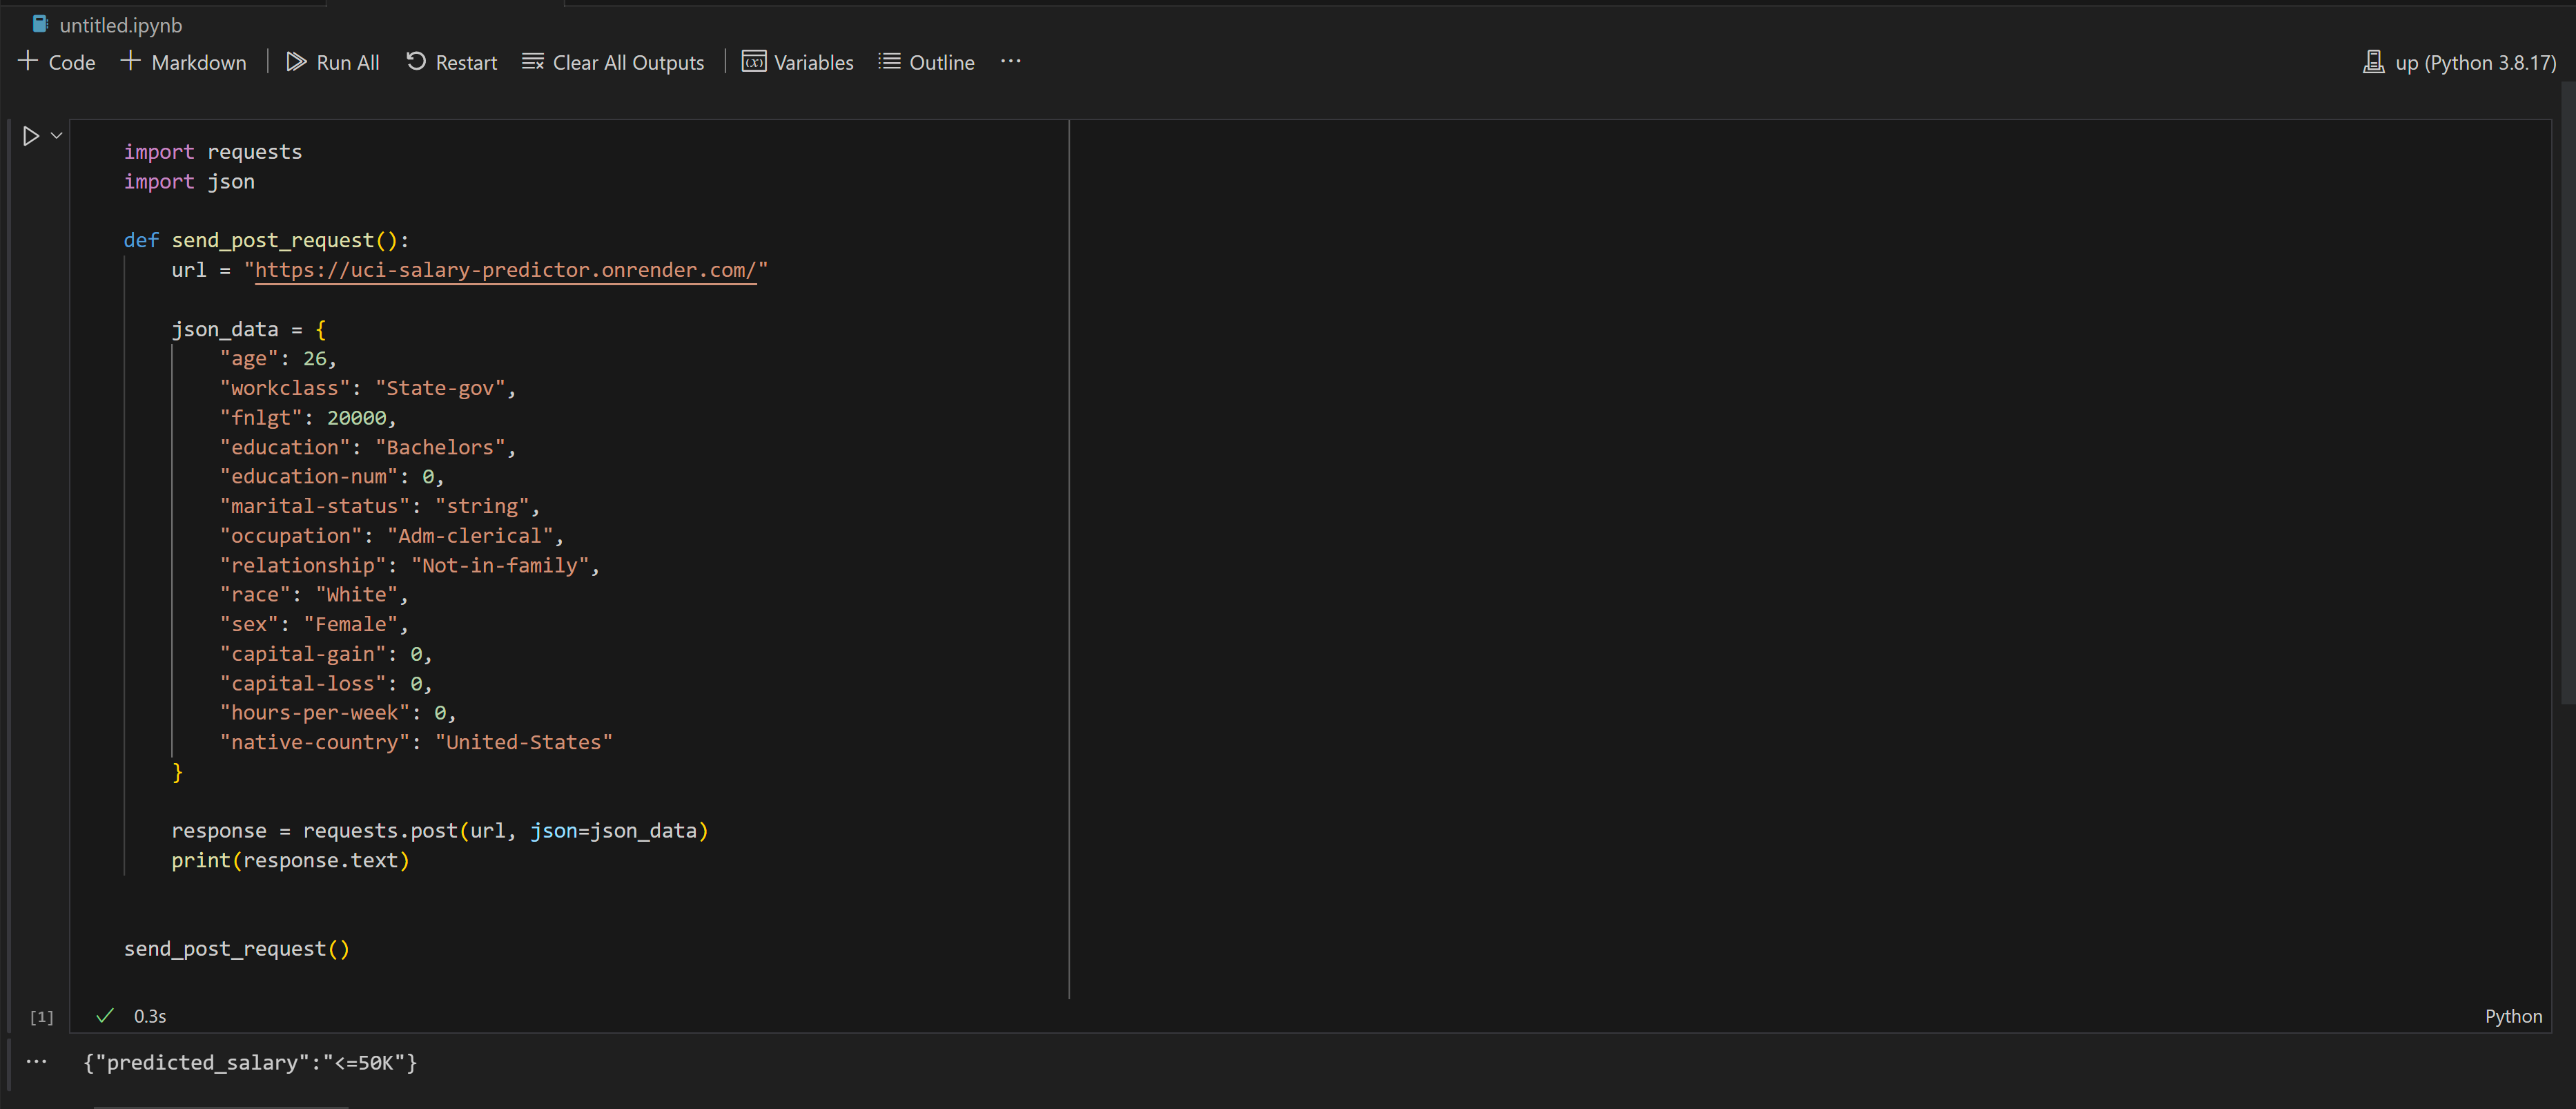 untitled.ipynb
Code Markdown Run All Restart Clear All Outputs (x) Variables Outline ... up (Python 3.8.17)
import requests
import json
def send_post_request():
url = "https://uci-salary-predictor.onrender.com/"
json_data = {
"age": 26,
"workclass": "State-gov",
"fnlgt": 20000,
"education": "Bachelors",
"education-num": 0,
"marital-status": "string",
"occupation": "Adm-clerical",
"relationship": "Not-in-family",
"race": "White",
"sex": "Female",
"capital-gain": 0,
"capital-loss": 0,
"hours-per-week": 0,
"native-country": "United-States"
}
response = requests.post(url, json=json_data)
print(response.text)
send_post_request()
[1] 0.3s Python
... {"predicted_salary":"<=50K"}